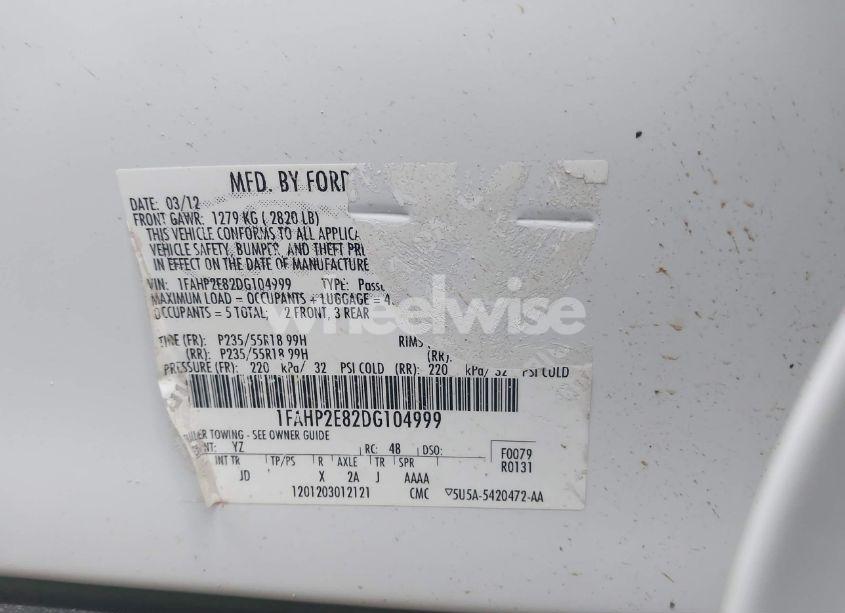 MFD. BY FORD
DATE: 03/12
FRONT GAWR: 1279 KG ( 2820 LB)
THIS VEHICLE CONFORMS TO ALL APPLICA
VEHICLE SAFETY, BUMPER, AND THEFT PRE
IN EFFECT ON THE DATE OF MANUFACTURE
VIN: 1FAHP2E82DG104999 TYPE: Passe
MAXIMUM LOAD = OCCUPANTS + LUGGAGE = 4
OCCUPANTS = 5 TOTAL; 2 FRONT, 3 REAR
wheelwise
(FR): P235/55R18 99H RIMS
(RR): P235/55R18 99H (RR):
PRESSURE (FR): 220 kPa/ 32 PSI COLD (RR): 220 kPa/ 32 PSI COLD
1FAHP2E82DG104999
TOWING - SEE OWNER GUIDE
YZ RC: 48 DSO: F0079
R0131
INT TR TP/PS R AXLE TR SPR
JD X 2A J AAAA
1201203012121 CMC 5U5A-5420472-AA